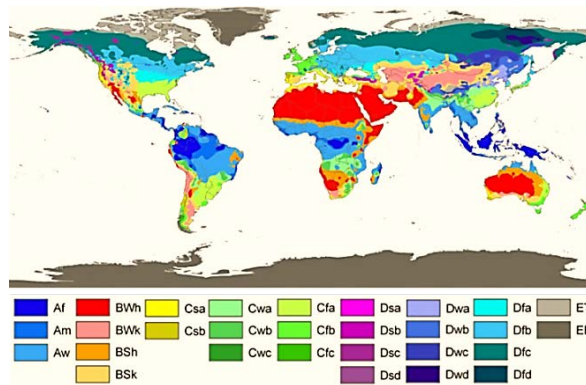 Af BWh Csa Cwa Cfa Dsa Dwa Dfa ET
Am BWk Csb Cwb Cfb Dsb Dwb Dfb
Aw BSh Cwc Cfc Dsc Dwc Dfc
BSk Dsd Dwd Dfd